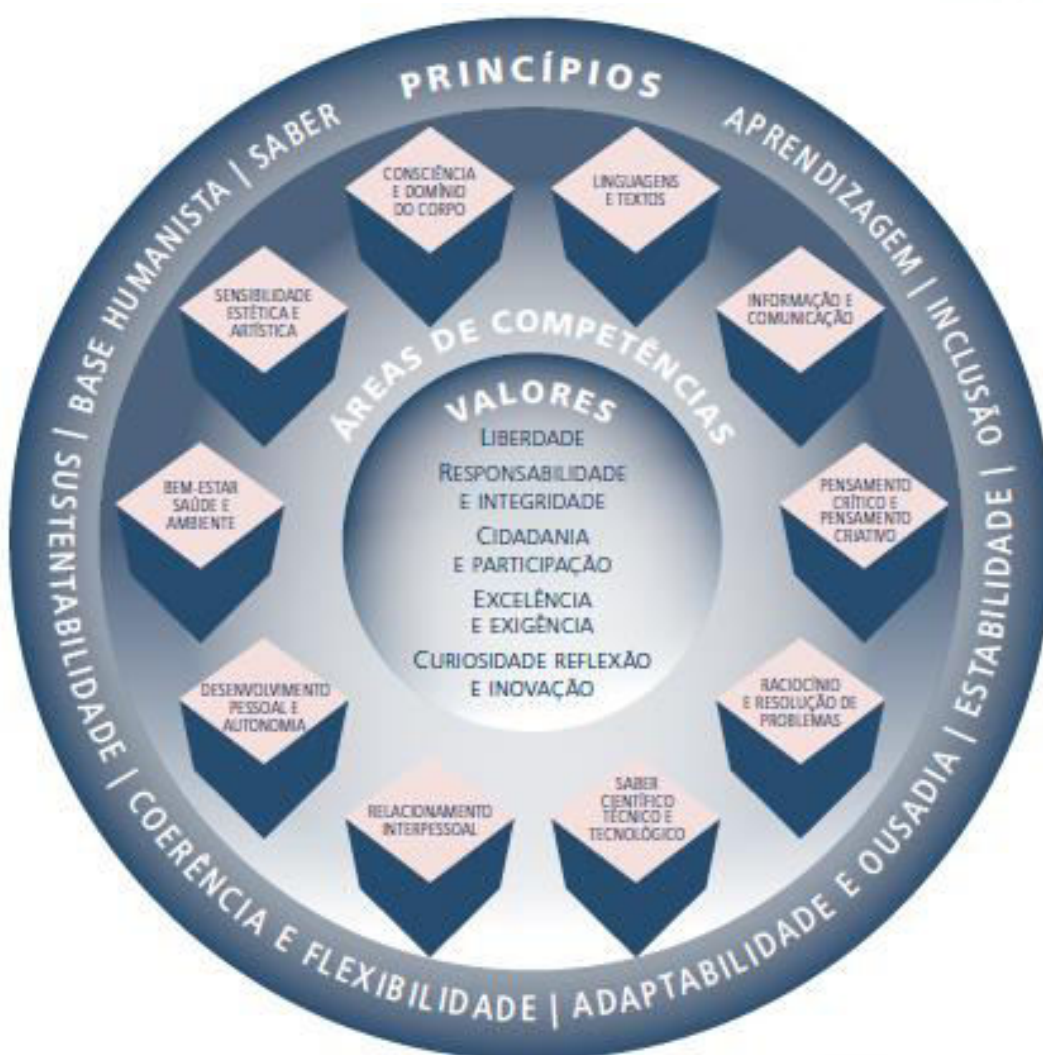 PRINCÍPIOS
APRENDIZAGEM | INCLUSÃO | ESTABILIDADE | ADAPTABILIDADE E OUSADIA | COERÊNCIA E FLEXIBILIDADE | SUSTENTABILIDADE | BASE HUMANISTA | SABER
ÁREAS DE COMPETÊNCIAS
LINGUAGENS
E TEXTOS
INFORMAÇÃO E
COMUNICAÇÃO
PENSAMENTO
CRÍTICO E
PENSAMENTO
CRIATIVO
RACIOCÍNIO
E RESOLUÇÃO DE
PROBLEMAS
SABER
CIENTÍFICO
TÉCNICO E
TECNOLÓGICO
RELACIONAMENTO
INTERPESSOAL
DESENVOLVIMENTO
PESSOAL E
AUTONOMIA
BEM-ESTAR
SAÚDE E
AMBIENTE
SENSIBILIDADE
ESTÉTICA E
ARTÍSTICA
CONSCIÊNCIA
E DOMÍNIO
DO CORPO
VALORES
LIBERDADE
RESPONSABILIDADE
E INTEGRIDADE
CIDADANIA
E PARTICIPAÇÃO
EXCELÊNCIA
E EXIGÊNCIA
CURIOSIDADE REFLEXÃO
E INOVAÇÃO